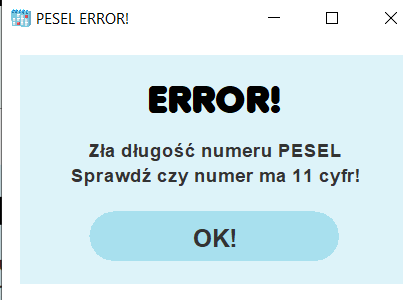 PESEL ERROR!
ERROR!
Zła długość numeru PESEL
Sprawdź czy numer ma 11 cyfr!
OK!